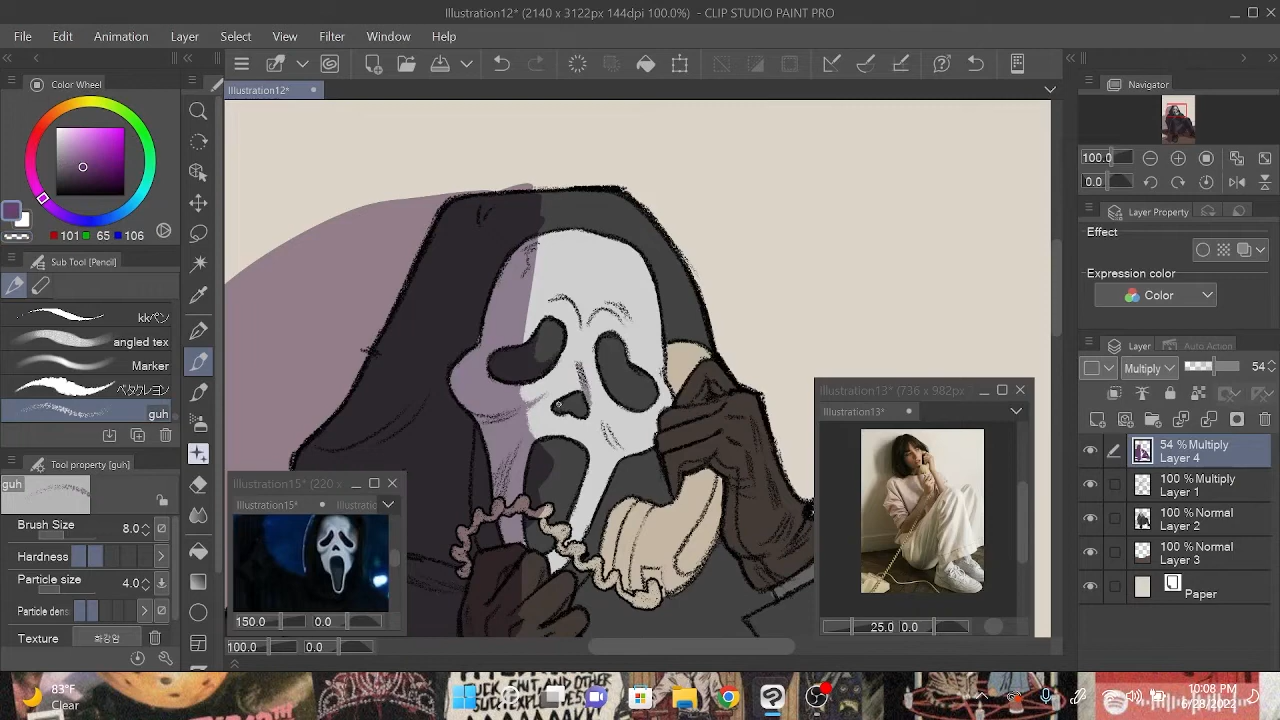 Illustration12* (2140 x 3122px 144dpi 100.0%)  - CLIP STUDIO PAINT PRO
File Edit Animation Layer Select View Filter Window Help
Color Wheel
Illustration12*
Navigator
100.0
0.0
101 65 106
Sub Tool [Pencil]
angled tex
Marker
ペタクレヨン
guh
Tool property [guh]
guh
Brush Size 8.0
Hardness
Particle size 4.0
Particle dens
Texture
Layer Property
Effect
Expression color
Color
Layer Auto Action
Multiply 54
54 % Multiply
Layer 4
100 % Multiply
Layer 1
100 % Normal
Layer 2
100 % Normal
Layer 3
Paper
Illustration13* (736 x 982px
Illustration13*
25.0 0.0
Illustration15* (220 x
Illustration15* Illustratic
150.0 0.0
100.0 0.0
83°F
Clear
10:08 PM